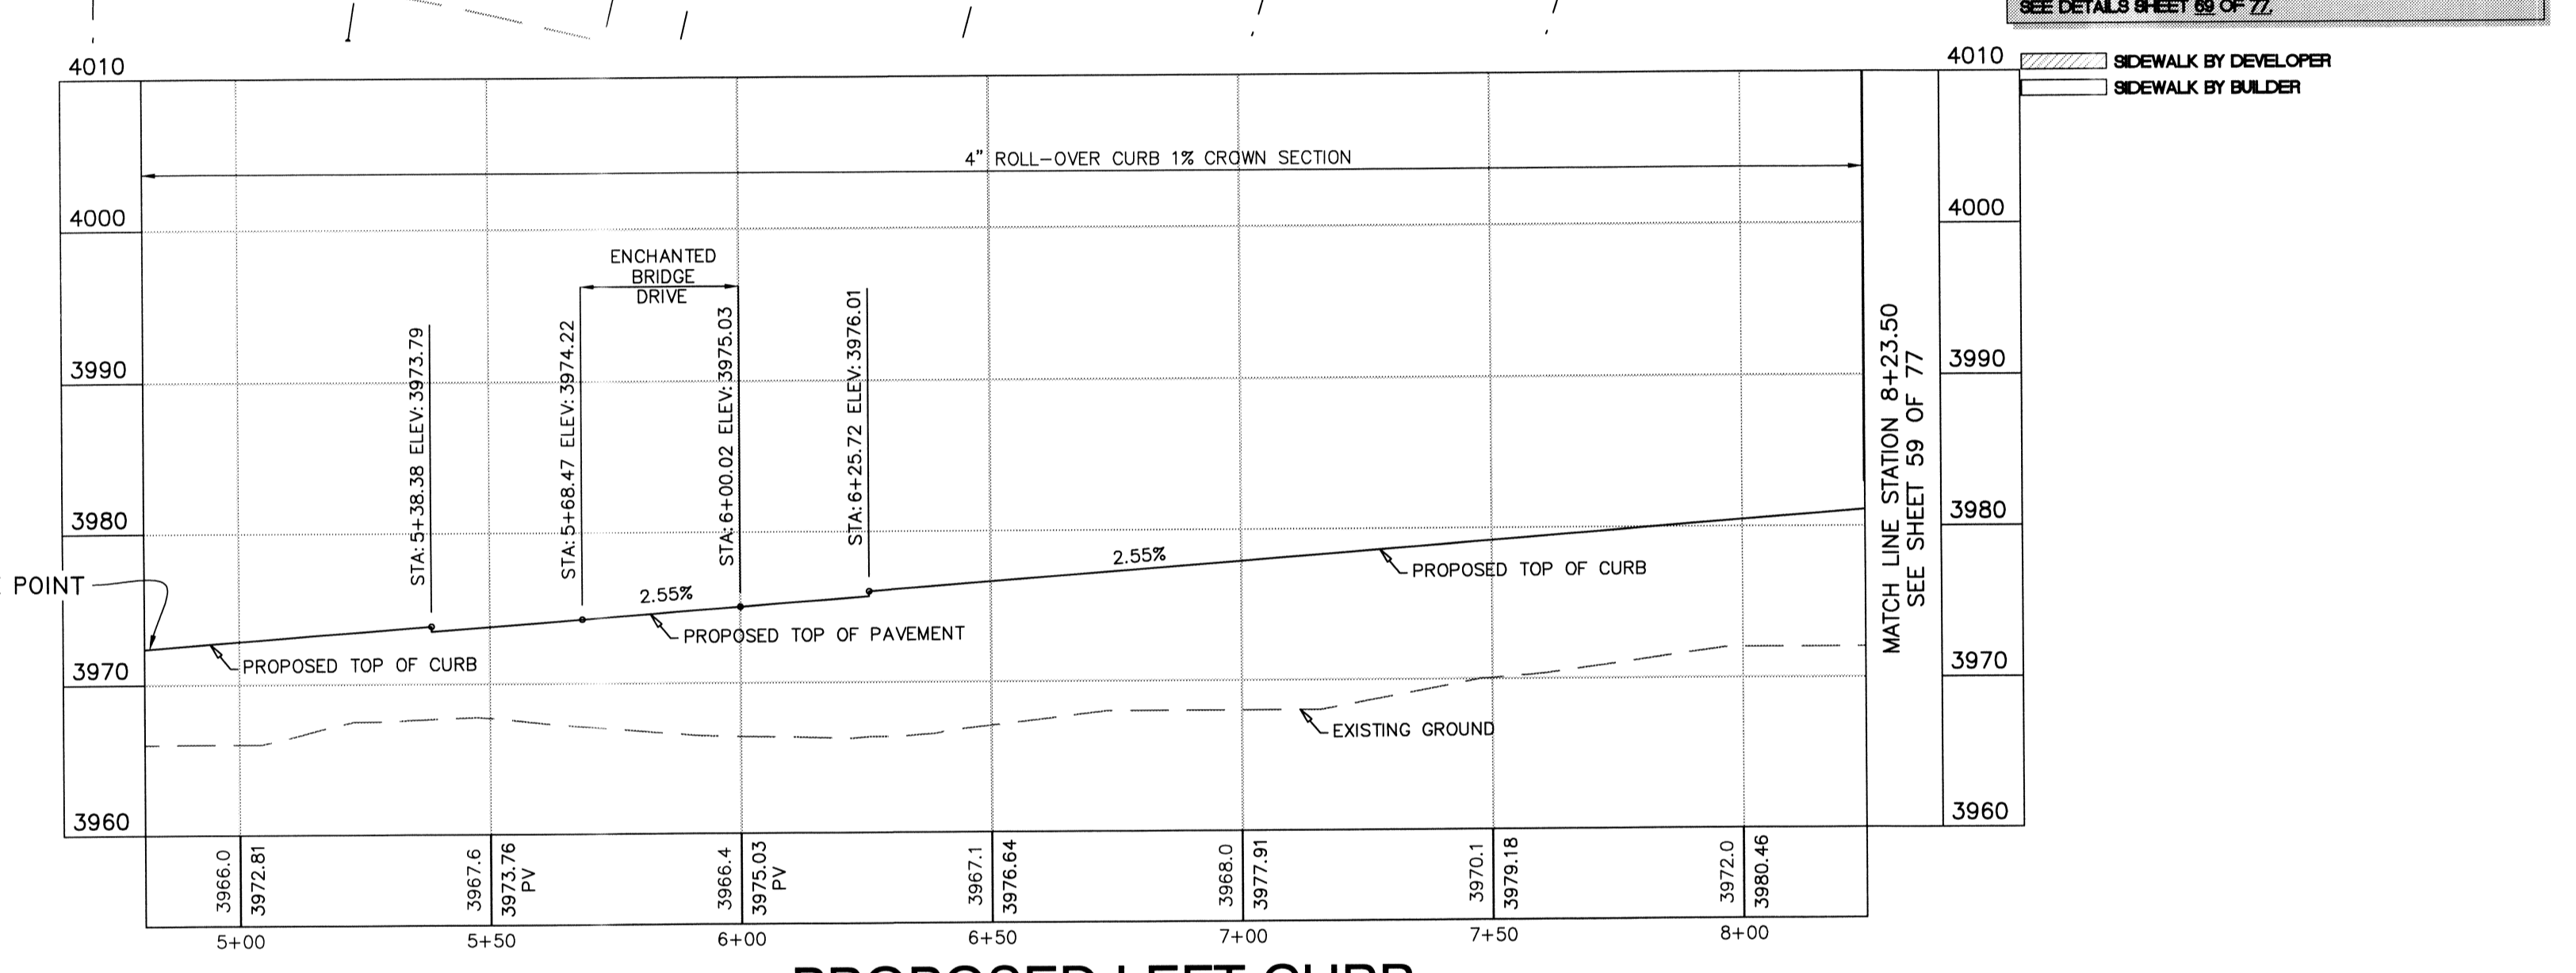 SEE DETAILS SHEET 69 OF 77.
SIDEWALK BY DEVELOPER
SIDEWALK BY BUILDER
4010
4010
4" ROLL-OVER CURB 1% CROWN SECTION
4000
4000
ENCHANTED
BRIDGE
DRIVE
3990
3990
STA: 5+38.38 ELEV: 3973.79
STA: 5+68.47 ELEV: 3974.22
STA: 6+00.02 ELEV: 3975.03
STA: 6+25.72 ELEV: 3976.01
MATCH LINE STATION 8+23.50
SEE SHEET 59 OF 77
3980
3980
2.55%
2.55%
POINT
PROPOSED TOP OF CURB
PROPOSED TOP OF PAVEMENT
PROPOSED TOP OF CURB
3970
3970
EXISTING GROUND
3960
3960
3966.0
3972.81
3967.6
3973.76
PV
3966.4
3975.03
PV
3967.1
3976.64
3968.0
3977.91
3970.1
3979.18
3972.0
3980.46
5+00
5+50
6+00
6+50
7+00
7+50
8+00
PROPOSED LEFT CURB